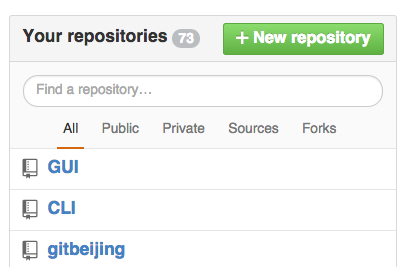 Your repositories 73 + New repository
Find a repository...
All Public Private Sources Forks
GUI
CLI
gitbeijing